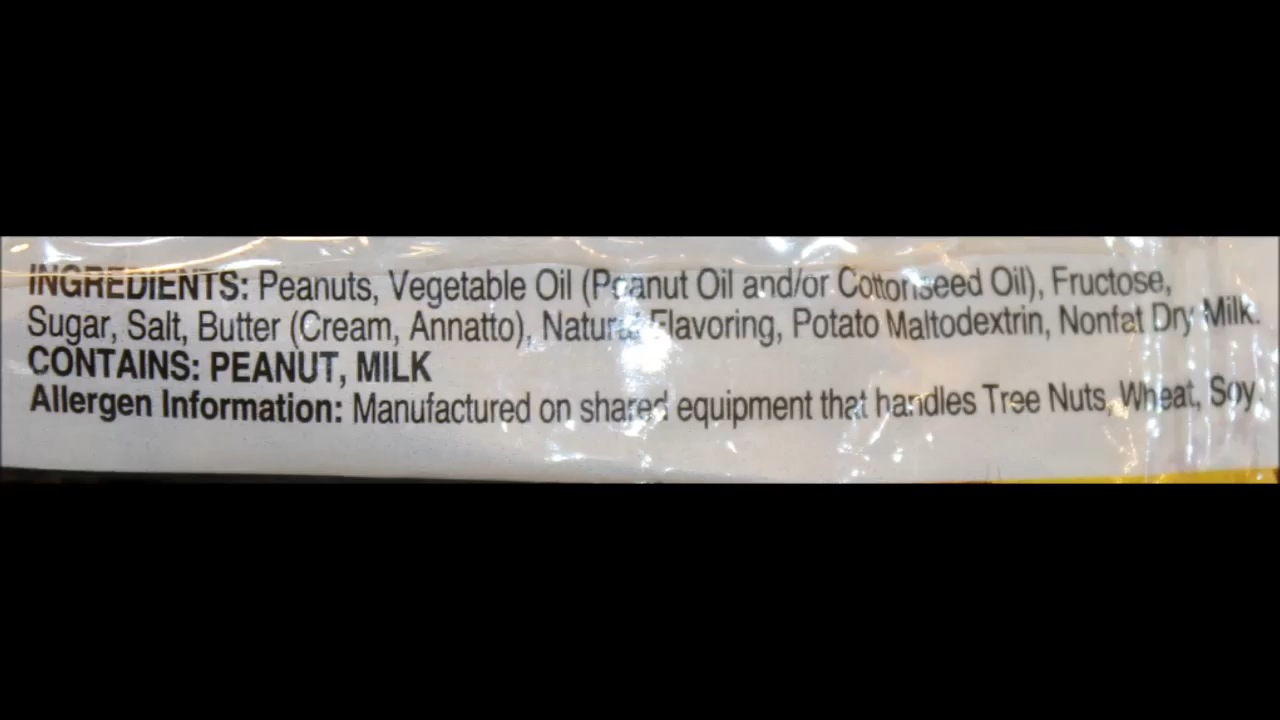 INGREDIENTS: Peanuts, Vegetable Oil (Peanut Oil and/or Cottonseed Oil), Fructose,
Sugar, Salt, Butter (Cream, Annatto), Natural Flavoring, Potato Maltodextrin, Nonfat Dry Milk.
CONTAINS: PEANUT, MILK
Allergen Information: Manufactured on shared equipment that handles Tree Nuts, Wheat, Soy.